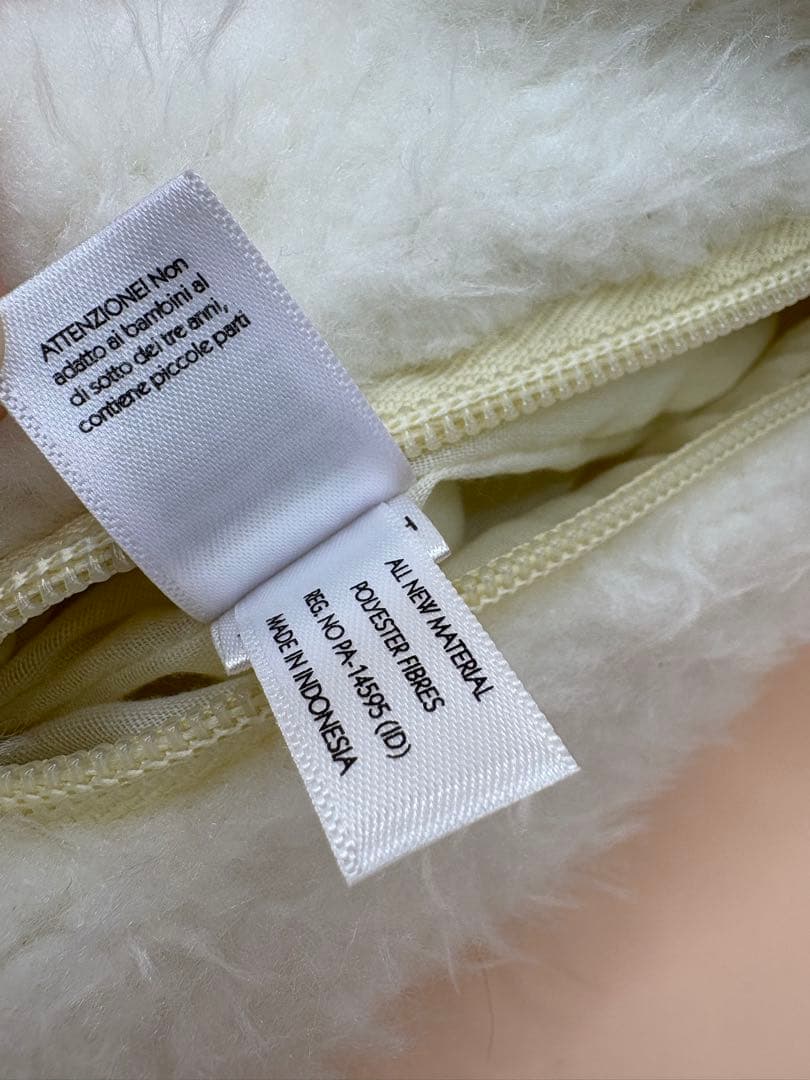 ATTENZIONE! Non
adatto ai bambini al
di sotto dei tre anni,
contiene piccole parti
ALL NEW MATERIAL
POLYESTER FIBRES
REG. NO PA-14595 (ID)
MADE IN INDONESIA